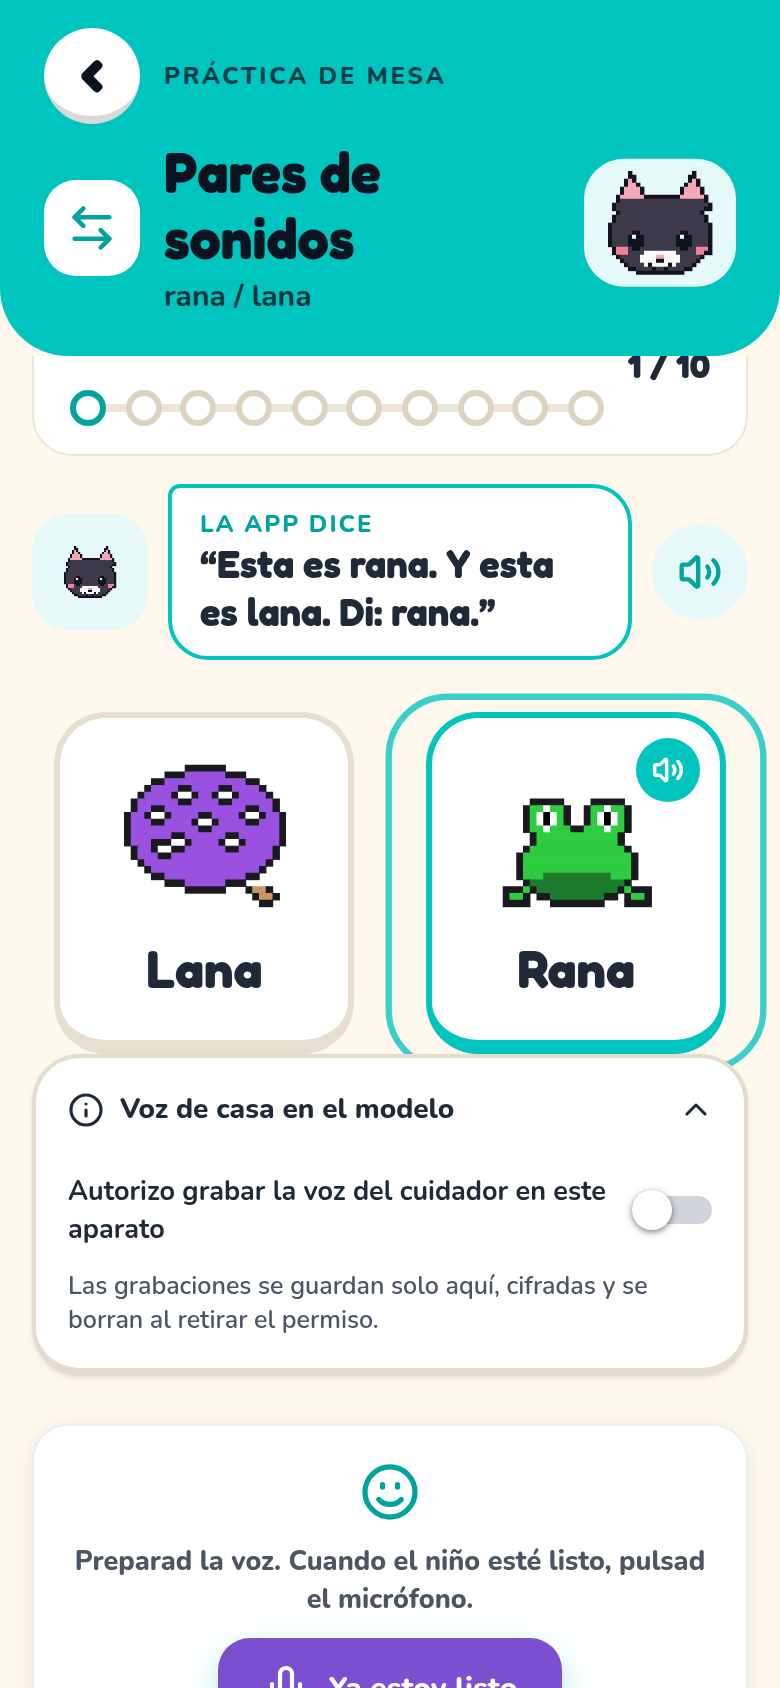 PRÁCTICA DE MESA
Pares de
sonidos
rana / lana
1 / 10
LA APP DICE
“Esta es rana. Y esta
es lana. Di: rana.”
Lana
Rana
Voz de casa en el modelo
Autorizo grabar la voz del cuidador en este
aparato
Las grabaciones se guardan solo aquí, cifradas y se
borran al retirar el permiso.
Preparad la voz. Cuando el niño esté listo, pulsad
el micrófono.
Ya estoy listo